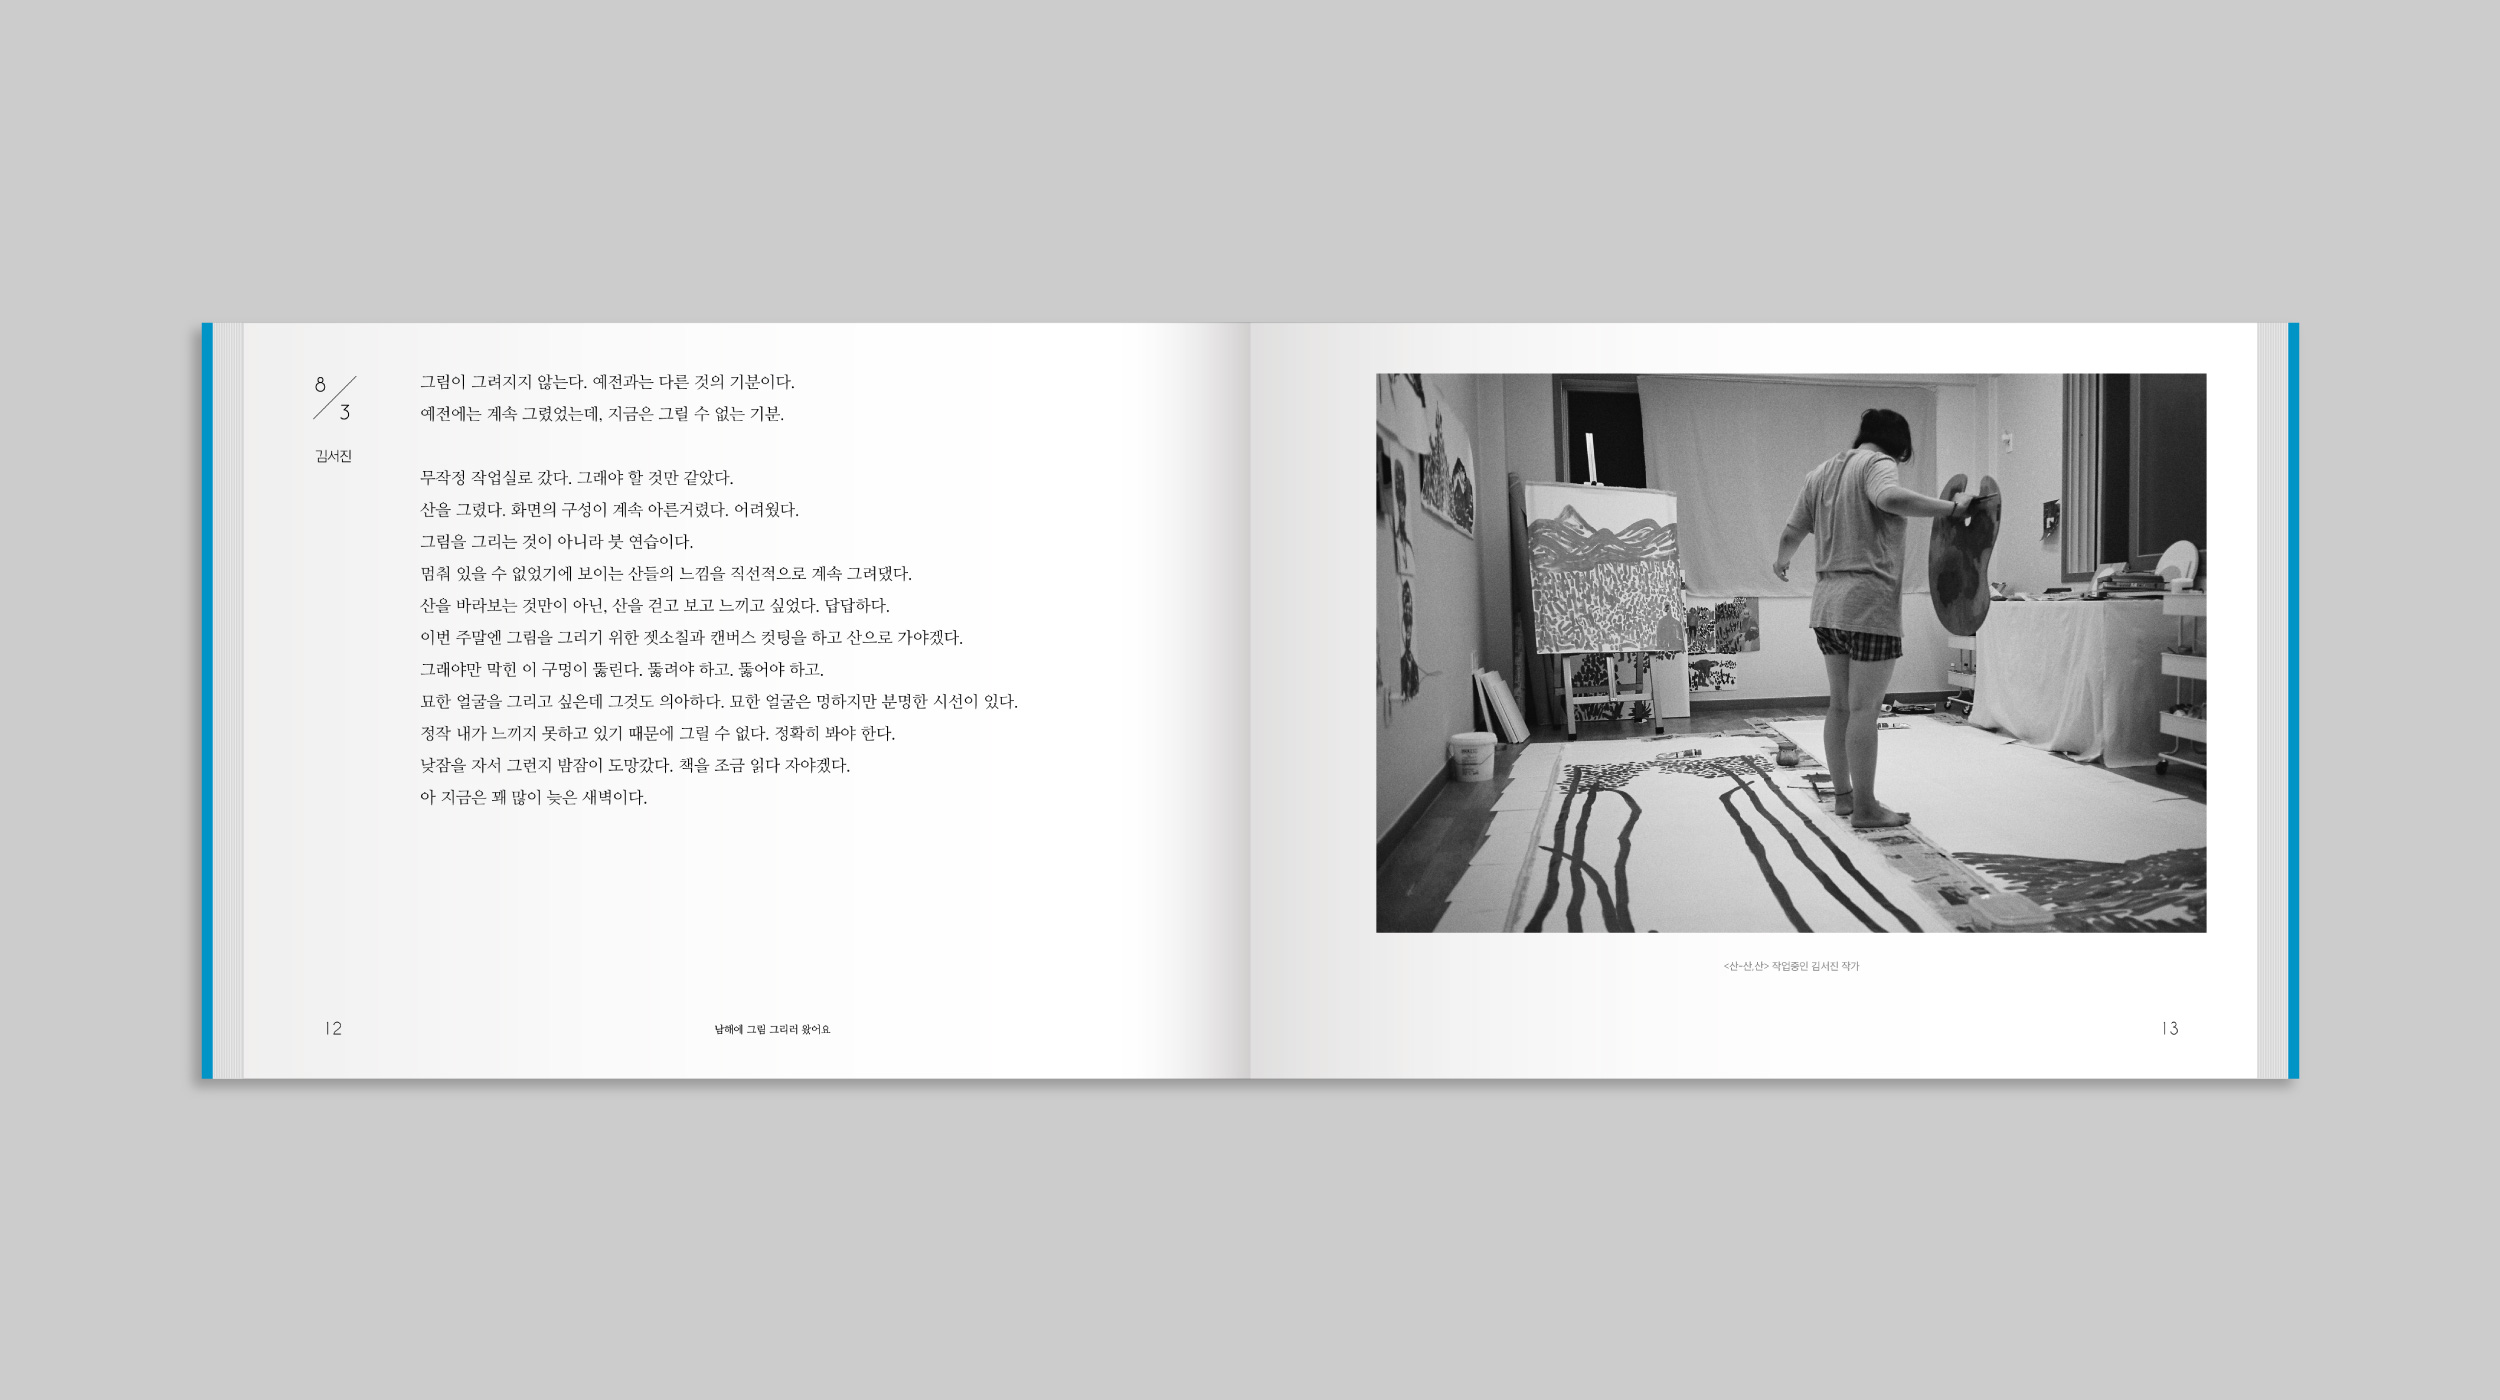 8/3
김서진
그림이 그려지지 않는다. 예전과는 다른 것의 기분이다.
예전에는 계속 그렸었는데, 지금은 그릴 수 없는 기분.
무작정 작업실로 갔다. 그래야 할 것만 같았다.
산을 그렸다. 화면의 구성이 계속 아른거렸다. 어려웠다.
그림을 그리는 것이 아니라 붓 연습이다.
멈춰 있을 수 없었기에 보이는 산들의 느낌을 직선적으로 계속 그려댔다.
산을 바라보는 것만이 아닌, 산을 걷고 보고 느끼고 싶었다. 답답하다.
이번 주말엔 그림을 그리기 위한 젯소칠과 캔버스 컷팅을 하고 산으로 가야겠다.
그래야만 막힌 이 구멍이 뚫린다. 뚫려야 하고. 뚫어야 하고.
묘한 얼굴을 그리고 싶은데 그것도 의아하다. 묘한 얼굴은 멍하지만 분명한 시선이 있다.
정작 내가 느끼지 못하고 있기 때문에 그릴 수 없다. 정확히 봐야 한다.
낮잠을 자서 그런지 밤잠이 도망갔다. 책을 조금 읽다 자야겠다.
아 지금은 꽤 많이 늦은 새벽이다.
12
남해에 그림 그리러 왔어요
<산-산,산> 작업중인 김서진 작가
13